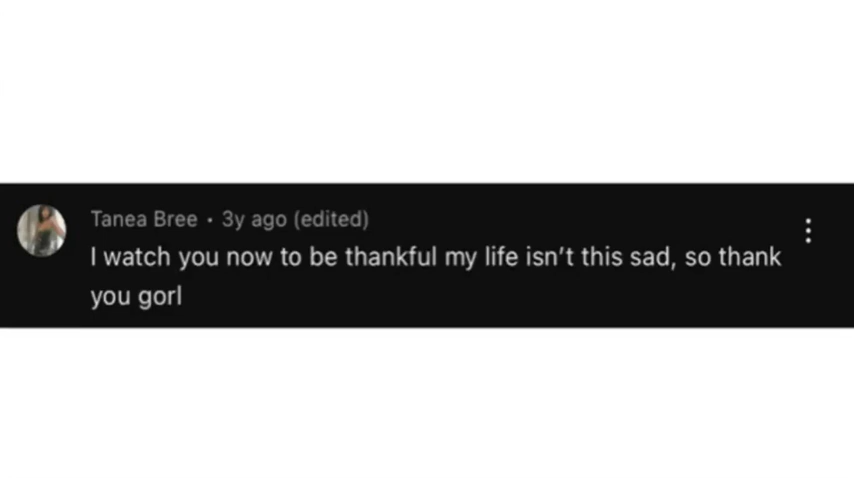 Tanea Bree • 3y ago (edited)
I watch you now to be thankful my life isn't this sad, so thank
you gorl